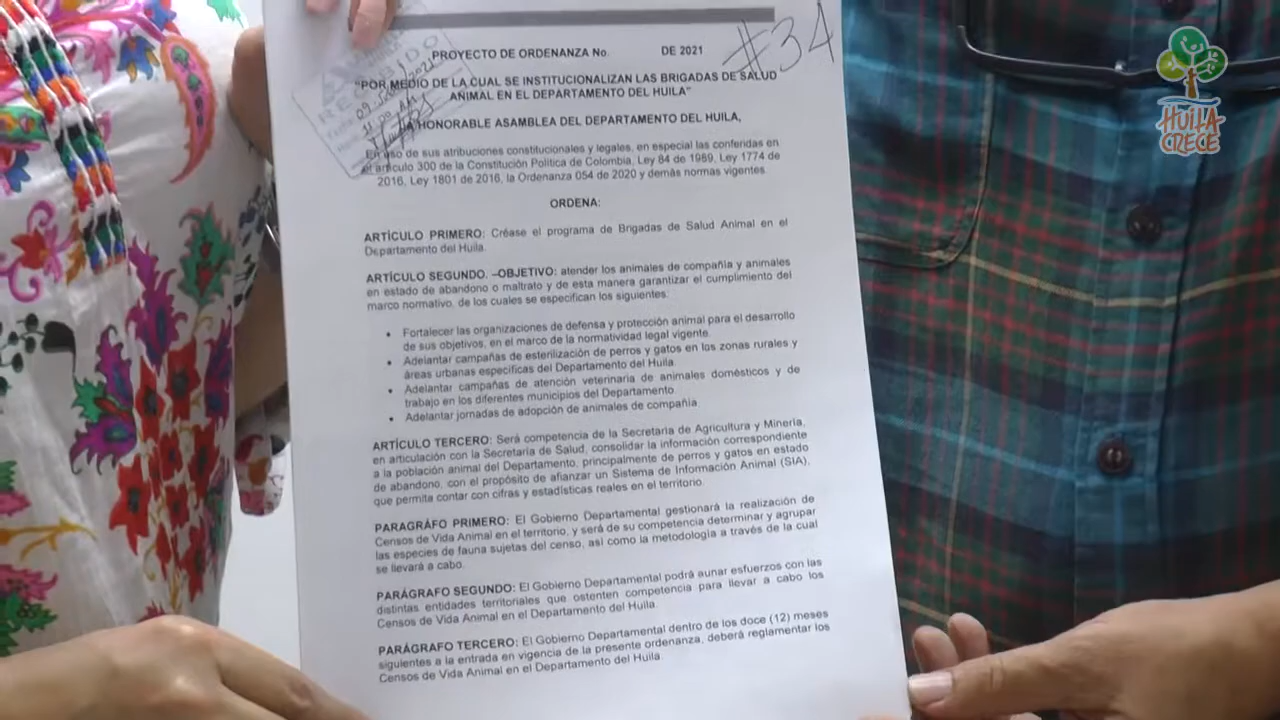 #34
PROYECTO DE ORDENANZA No. DE 2021
"POR MEDIO DE LA CUAL SE INSTITUCIONALIZAN LAS BRIGADAS DE SALUD
ANIMAL EN EL DEPARTAMENTO DEL HUILA"
LA HONORABLE ASAMBLEA DEL DEPARTAMENTO DEL HUILA,
En uso de sus atribuciones constitucionales y legales, en especial las conferidas en
el artículo 300 de la Constitución Política de Colombia, Ley 84 de 1989, Ley 1774 de
2016, Ley 1801 de 2016, la Ordenanza 054 de 2020 y demás normas vigentes.
ORDENA:
ARTÍCULO PRIMERO: Créase el programa de Brigadas de Salud Animal en el
Departamento del Huila.
ARTÍCULO SEGUNDO. –OBJETIVO: atender los animales de compañía y animales
en estado de abandono o maltrato y de esta manera garantizar el cumplimiento del
marco normativo, de los cuales se especifican los siguientes:
• Fortalecer las organizaciones de defensa y protección animal para el desarrollo
de sus objetivos, en el marco de la normatividad legal vigente.
• Adelantar campañas de esterilización de perros y gatos en los zonas rurales y
áreas urbanas especificas del Departamento del Huila.
• Adelantar campañas de atención veterinaria de animales domésticos y de
trabajo en los diferentes municipios del Departamento.
• Adelantar jornadas de adopción de animales de compañía.
ARTÍCULO TERCERO: Será competencia de la Secretaria de Agricultura y Minería,
en articulación con la Secretaria de Salud, consolidar la información correspondiente
a la población animal del Departamento, principalmente de perros y gatos en estado
de abandono, con el propósito de afianzar un Sistema de Información Animal (SIA),
que permita contar con cifras y estadísticas reales en el territorio.
PARAGRÁFO PRIMERO: El Gobierno Departamental gestionará la realización de
Censos de Vida Animal en el territorio, y será de su competencia determinar y agrupar
las especies de fauna sujetas del censo, así como la metodología a través de la cual
se llevará a cabo.
PARÁGRAFO SEGUNDO: El Gobierno Departamental podrá aunar esfuerzos con las
distintas entidades territoriales que ostenten competencia para llevar a cabo los
Censos de Vida Animal en el Departamento del Huila.
PARÁGRAFO TERCERO: El Gobierno Departamental dentro de los doce (12) meses
siguientes a la entrada en vigencia de la presente ordenanza, deberá reglamentar los
Censos de Vida Animal en el Departamento del Huila.
HUILA
CRECE